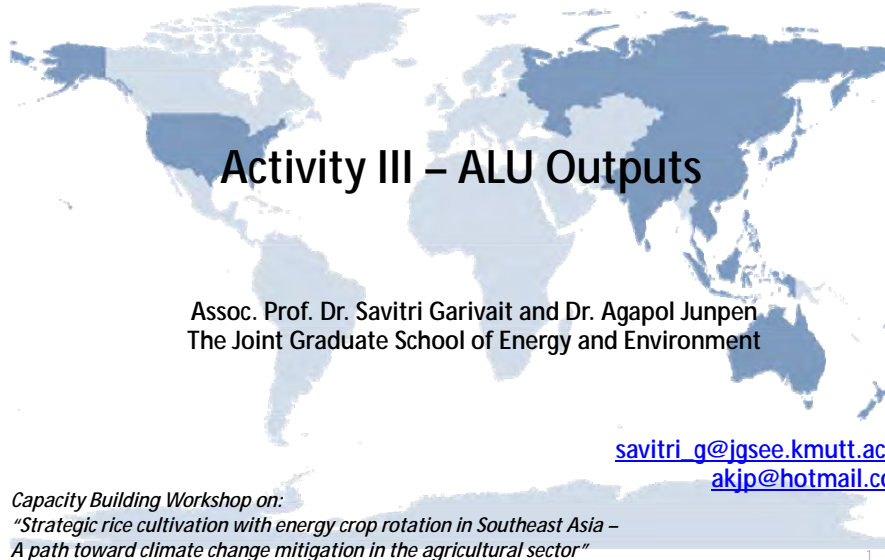 Activity III – ALU Outputs
Assoc. Prof. Dr. Savitri Garivait and Dr. Agapol Junpen
The Joint Graduate School of Energy and Environment
savitri_g@jgsee.kmutt.ac
akjp@hotmail.co
Capacity Building Workshop on:
“Strategic rice cultivation with energy crop rotation in Southeast Asia –
A path toward climate change mitigation in the agricultural sector”
1